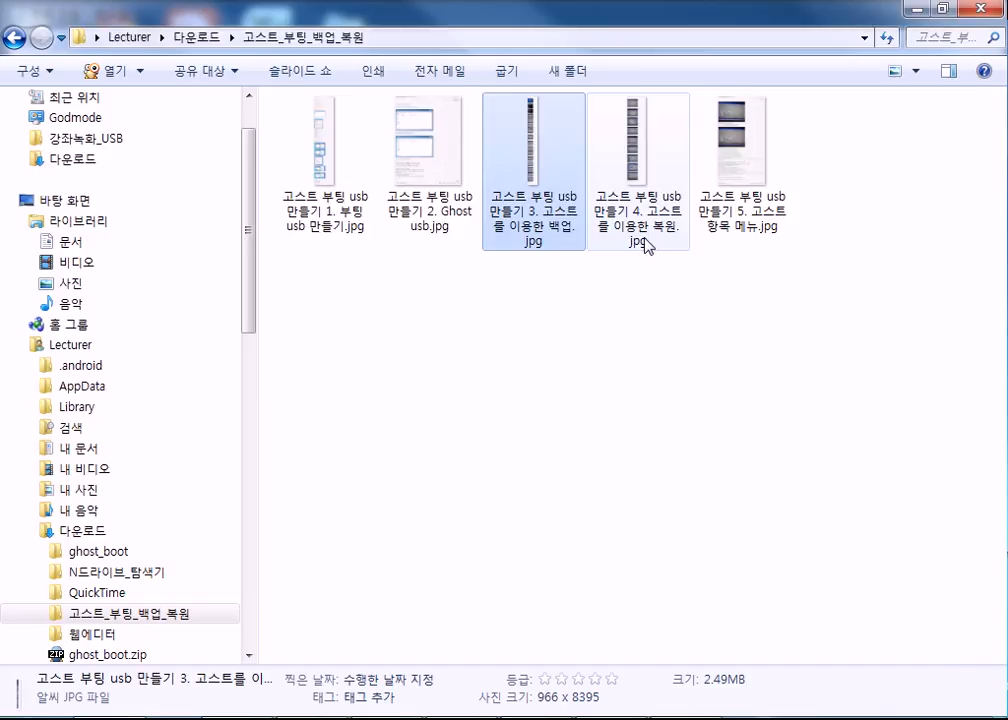 Lecturer 다운로드 고스트_부팅_백업_복원
고스트_부...
구성 열기 공유 대상 슬라이드 쇼 인쇄 전자 메일 굽기 새 폴더
최근 위치
Godmode
강좌녹화_USB
다운로드
바탕 화면
라이브러리
문서
비디오
사진
음악
홈 그룹
Lecturer
.android
AppData
Library
검색
내 문서
내 비디오
내 사진
내 음악
다운로드
ghost_boot
N드라이브_탐색기
QuickTime
고스트_부팅_백업_복원
웹에디터
ZIP ghost_boot.zip
고스트 부팅 usb
만들기 1. 부팅
usb 만들기.jpg
고스트 부팅 usb
만들기 2. Ghost
usb.jpg
고스트 부팅 usb
만들기 3. 고스트
를 이용한 백업.
jpg
고스트 부팅 usb
만들기 4. 고스트
를 이용한 복원.
jpg
고스트 부팅 usb
만들기 5. 고스트
항목 메뉴.jpg
고스트 부팅 usb 만들기 3. 고스트를 이... 찍은 날짜: 수행한 날짜 지정 등급: 크기: 2.49MB
알씨 JPG 파일 태그: 태그 추가 사진 크기: 966 x 8395